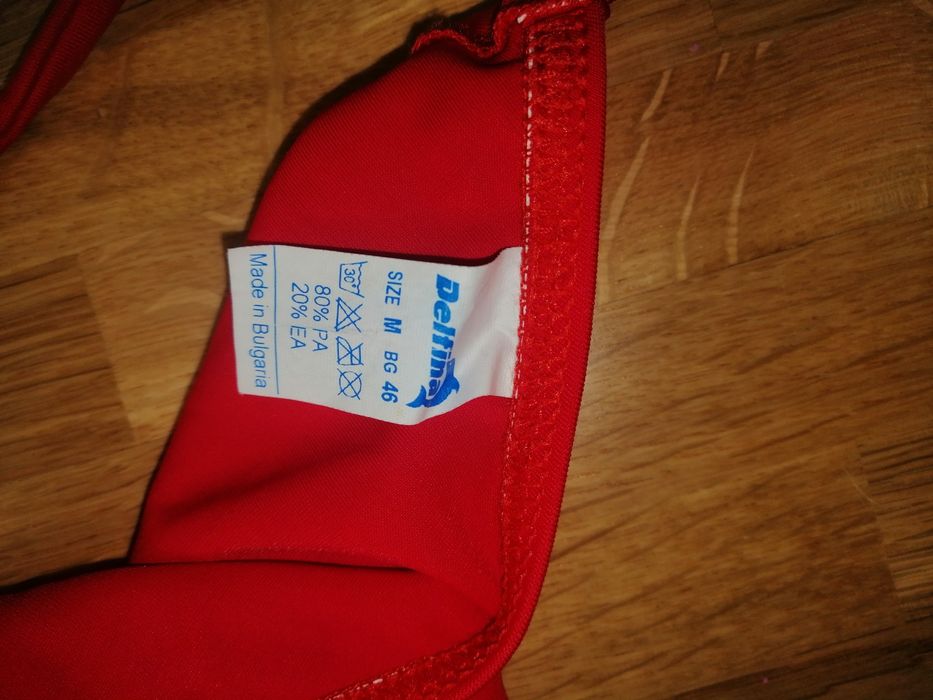 Delfina
SIZE M BG 46
30°
80% PA
20% EA
Made in Bulgaria